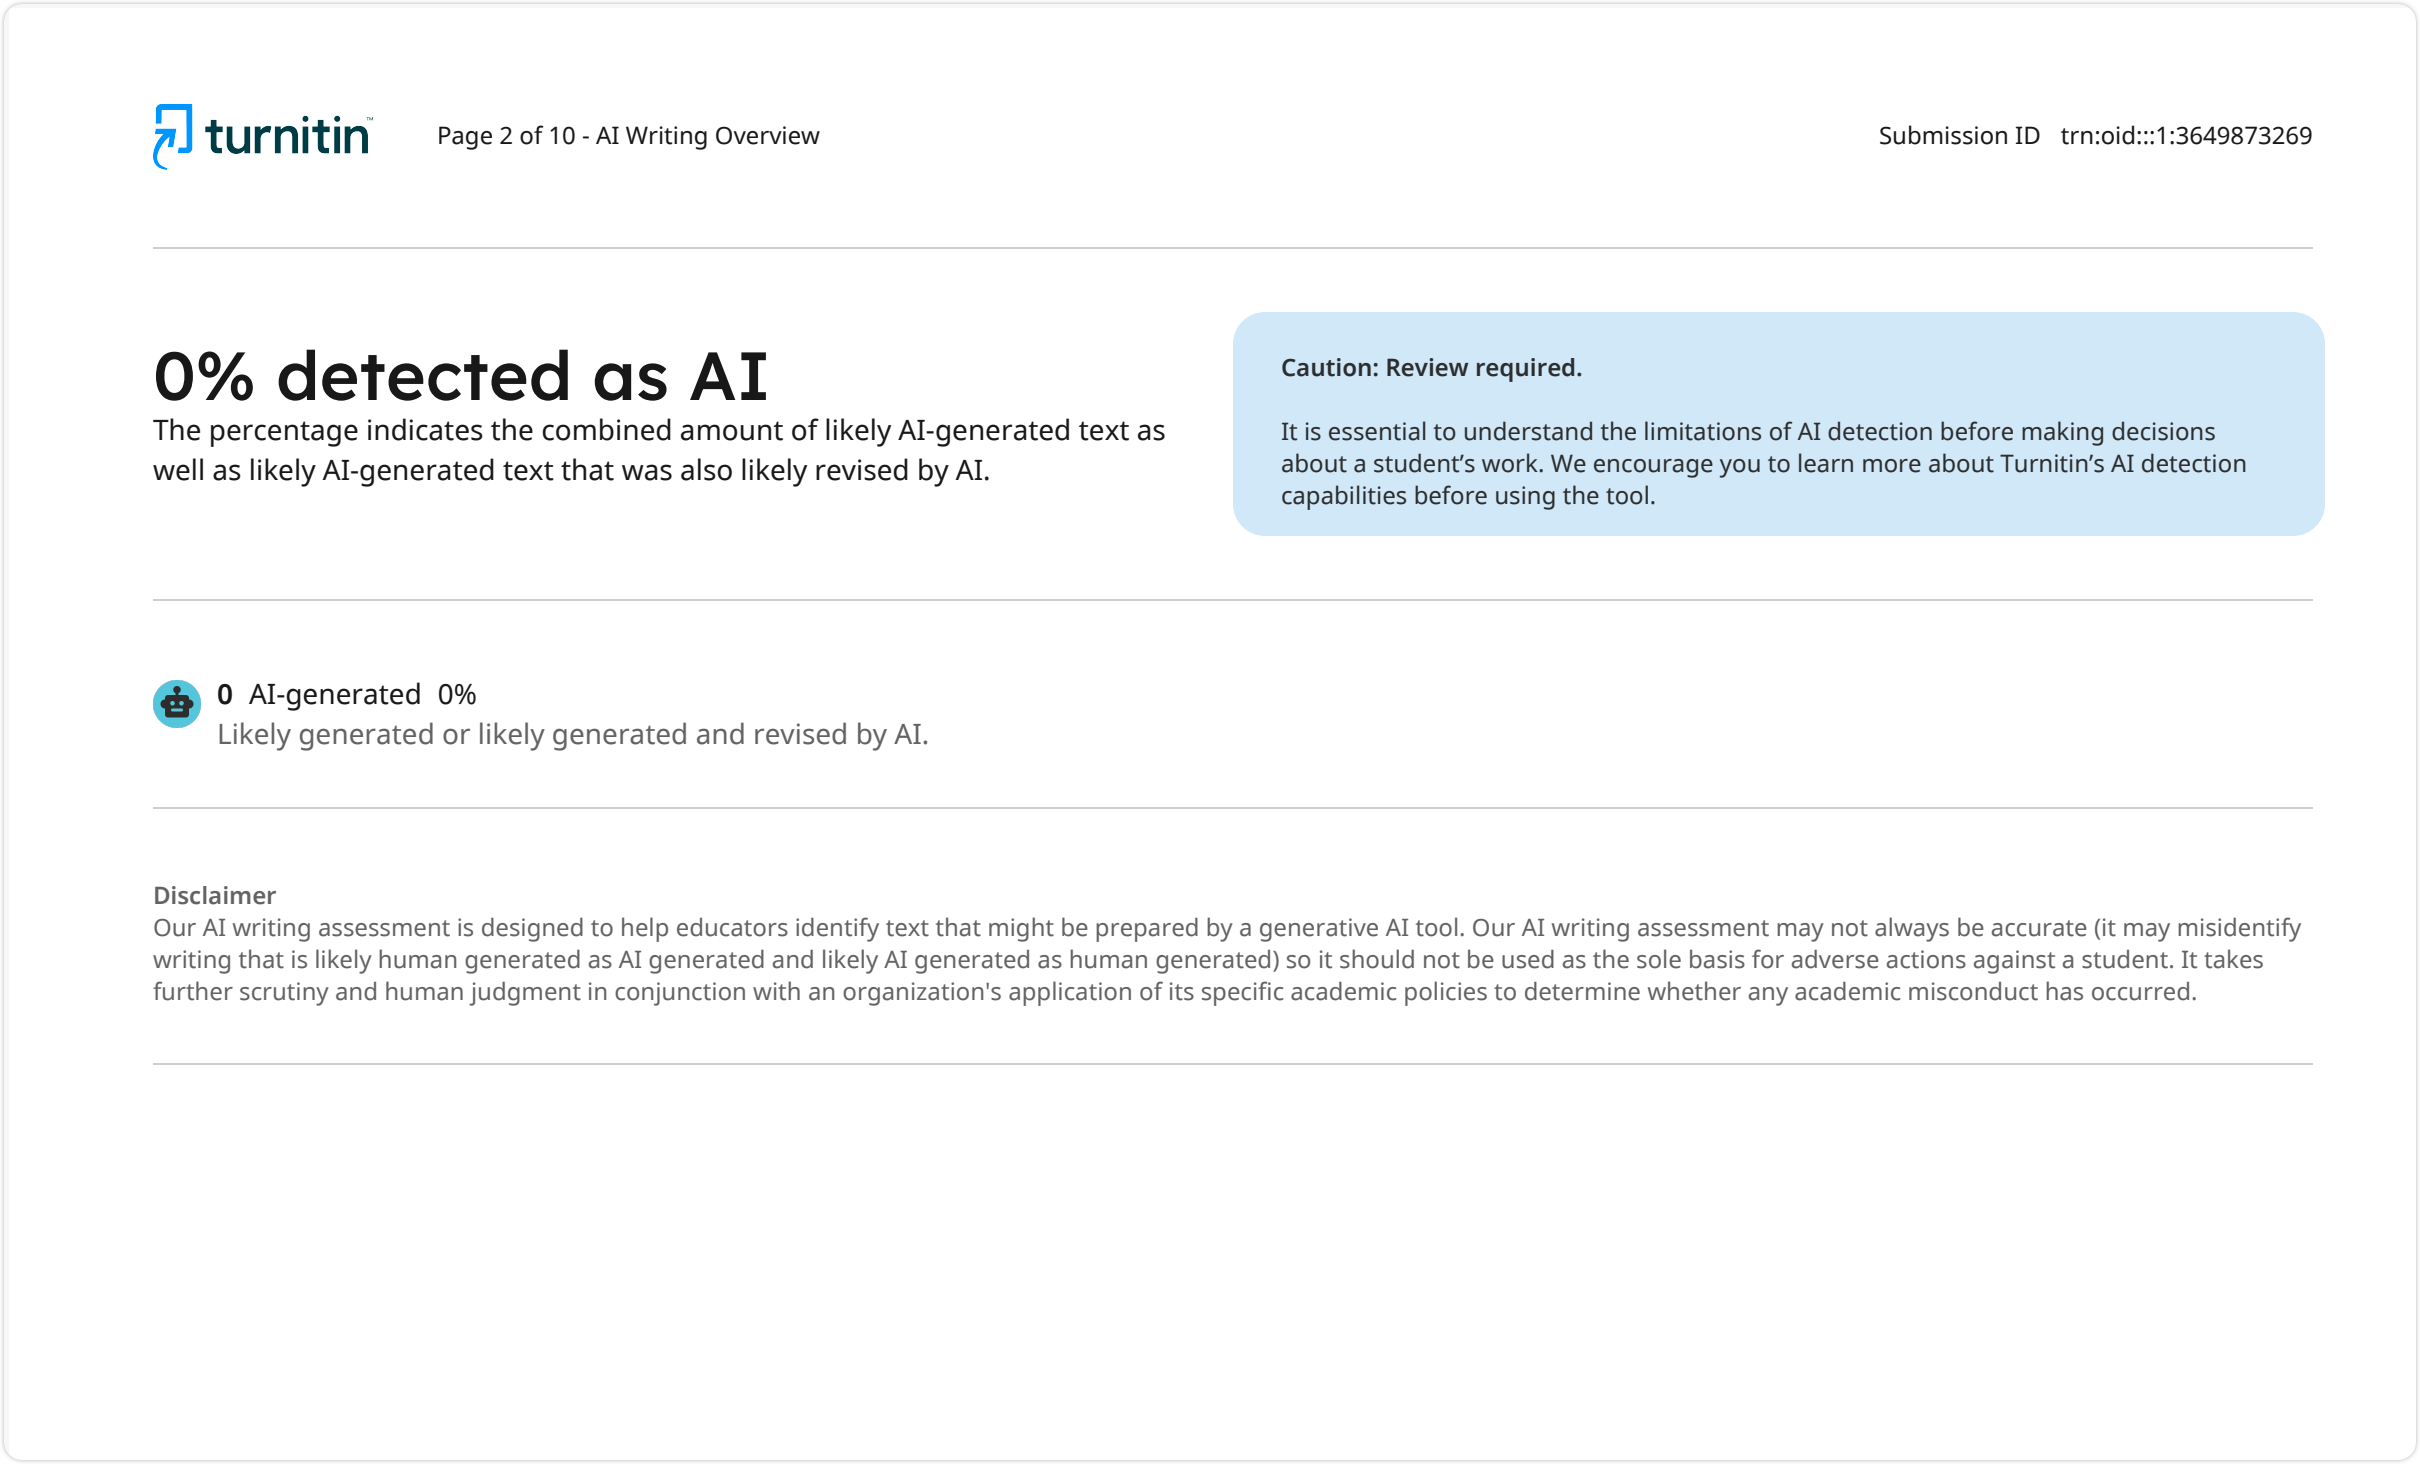 turnitin™ Page 2 of 10 - AI Writing Overview Submission ID trn:oid:::1:3649873269
0% detected as AI
The percentage indicates the combined amount of likely AI-generated text as
well as likely AI-generated text that was also likely revised by AI.
Caution: Review required.
It is essential to understand the limitations of AI detection before making decisions
about a student’s work. We encourage you to learn more about Turnitin’s AI detection
capabilities before using the tool.
0 AI-generated 0%
Likely generated or likely generated and revised by AI.
Disclaimer
Our AI writing assessment is designed to help educators identify text that might be prepared by a generative AI tool. Our AI writing assessment may not always be accurate (it may misidentify
writing that is likely human generated as AI generated and likely AI generated as human generated) so it should not be used as the sole basis for adverse actions against a student. It takes
further scrutiny and human judgment in conjunction with an organization's application of its specific academic policies to determine whether any academic misconduct has occurred.